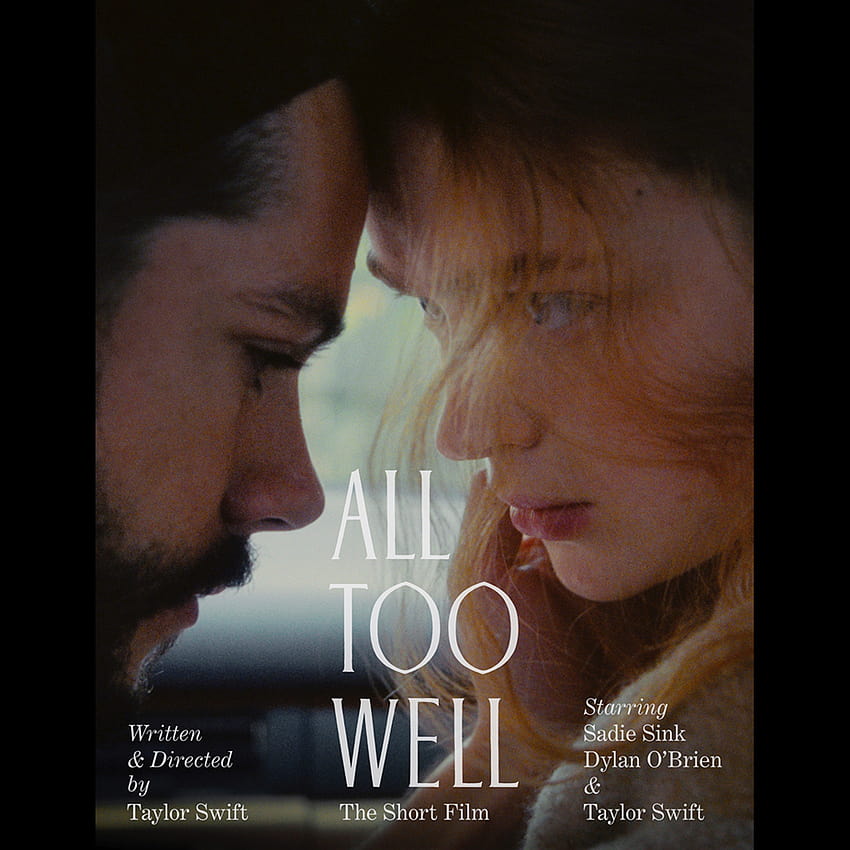 ALL
TOO
WELL
Written
& Directed
by
Taylor Swift
The Short Film
Starring
Sadie Sink
Dylan O’Brien
&
Taylor Swift